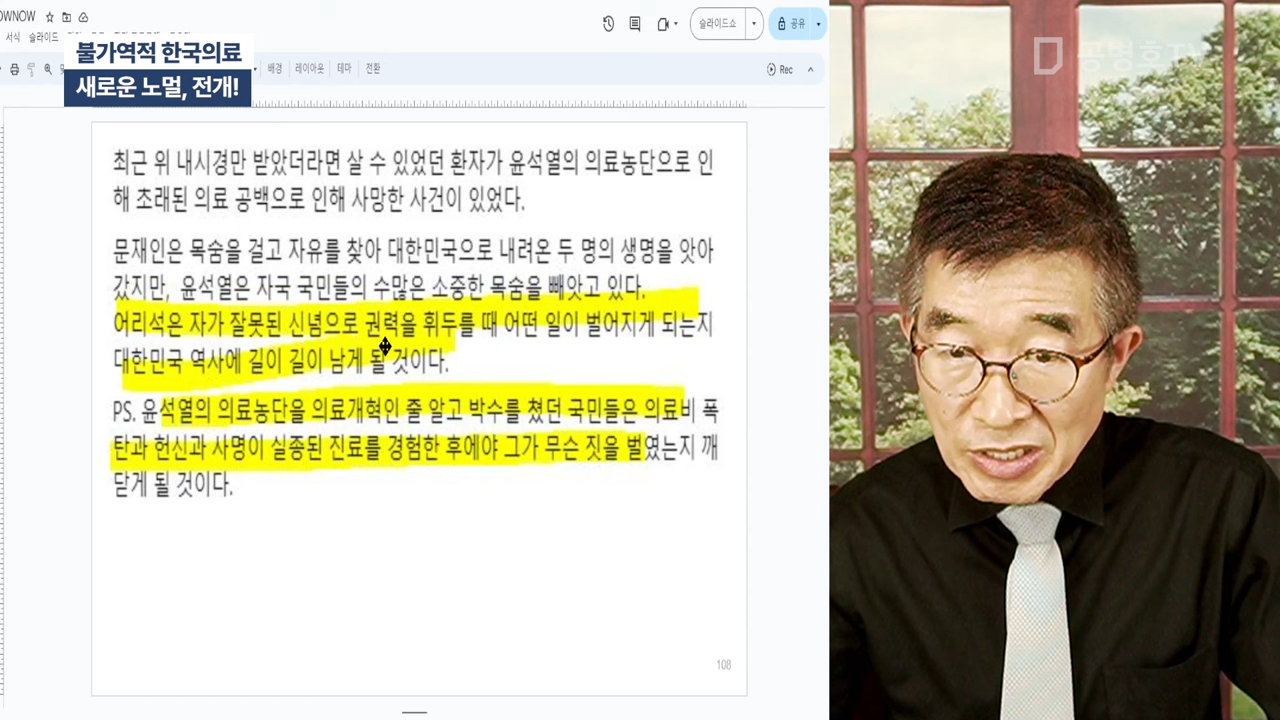 OWNOW
서식 슬라이드
불가역적 한국의료
새로운 노멀, 전개!
배경 레이아웃 테마 전환
슬라이드쇼
공유
Rec
공병호TV
최근 위 내시경만 받았더라면 살 수 있었던 환자가 윤석열의 의료농단으로 인
해 초래된 의료 공백으로 인해 사망한 사건이 있었다.
문재인은 목숨을 걸고 자유를 찾아 대한민국으로 내려온 두 명의 생명을 앗아
갔지만, 윤석열은 자국 국민들의 수많은 소중한 목숨을 빼앗고 있다.
어리석은 자가 잘못된 신념으로 권력을 휘두를 때 어떤 일이 벌어지게 되는지
대한민국 역사에 길이 길이 남게 될 것이다.
PS. 윤석열의 의료농단을 의료개혁인 줄 알고 박수를 쳤던 국민들은 의료비 폭
탄과 헌신과 사명이 실종된 진료를 경험한 후에야 그가 무슨 짓을 벌였는지 깨
닫게 될 것이다.
108